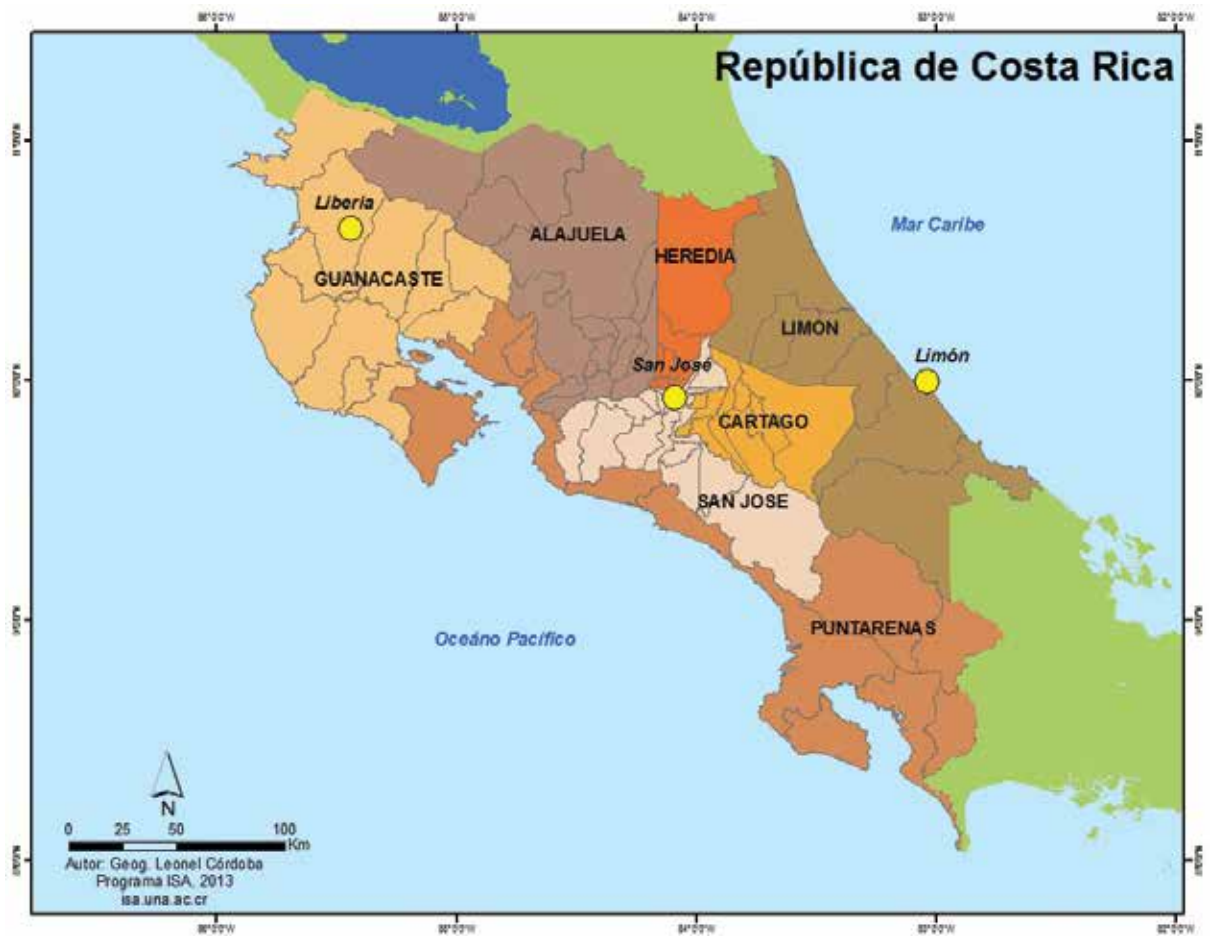 República de Costa Rica
Liberia
ALAJUELA
HEREDIA
Mar Caribe
GUANACASTE
LIMON
San José
Limón
CARTAGO
SAN JOSE
Oceáno Pacífico
PUNTARENAS
N
0 25 50 100
Km
Autor: Geog. Leonel Córdoba
Programa ISA, 2013
isa.una.ac.cr